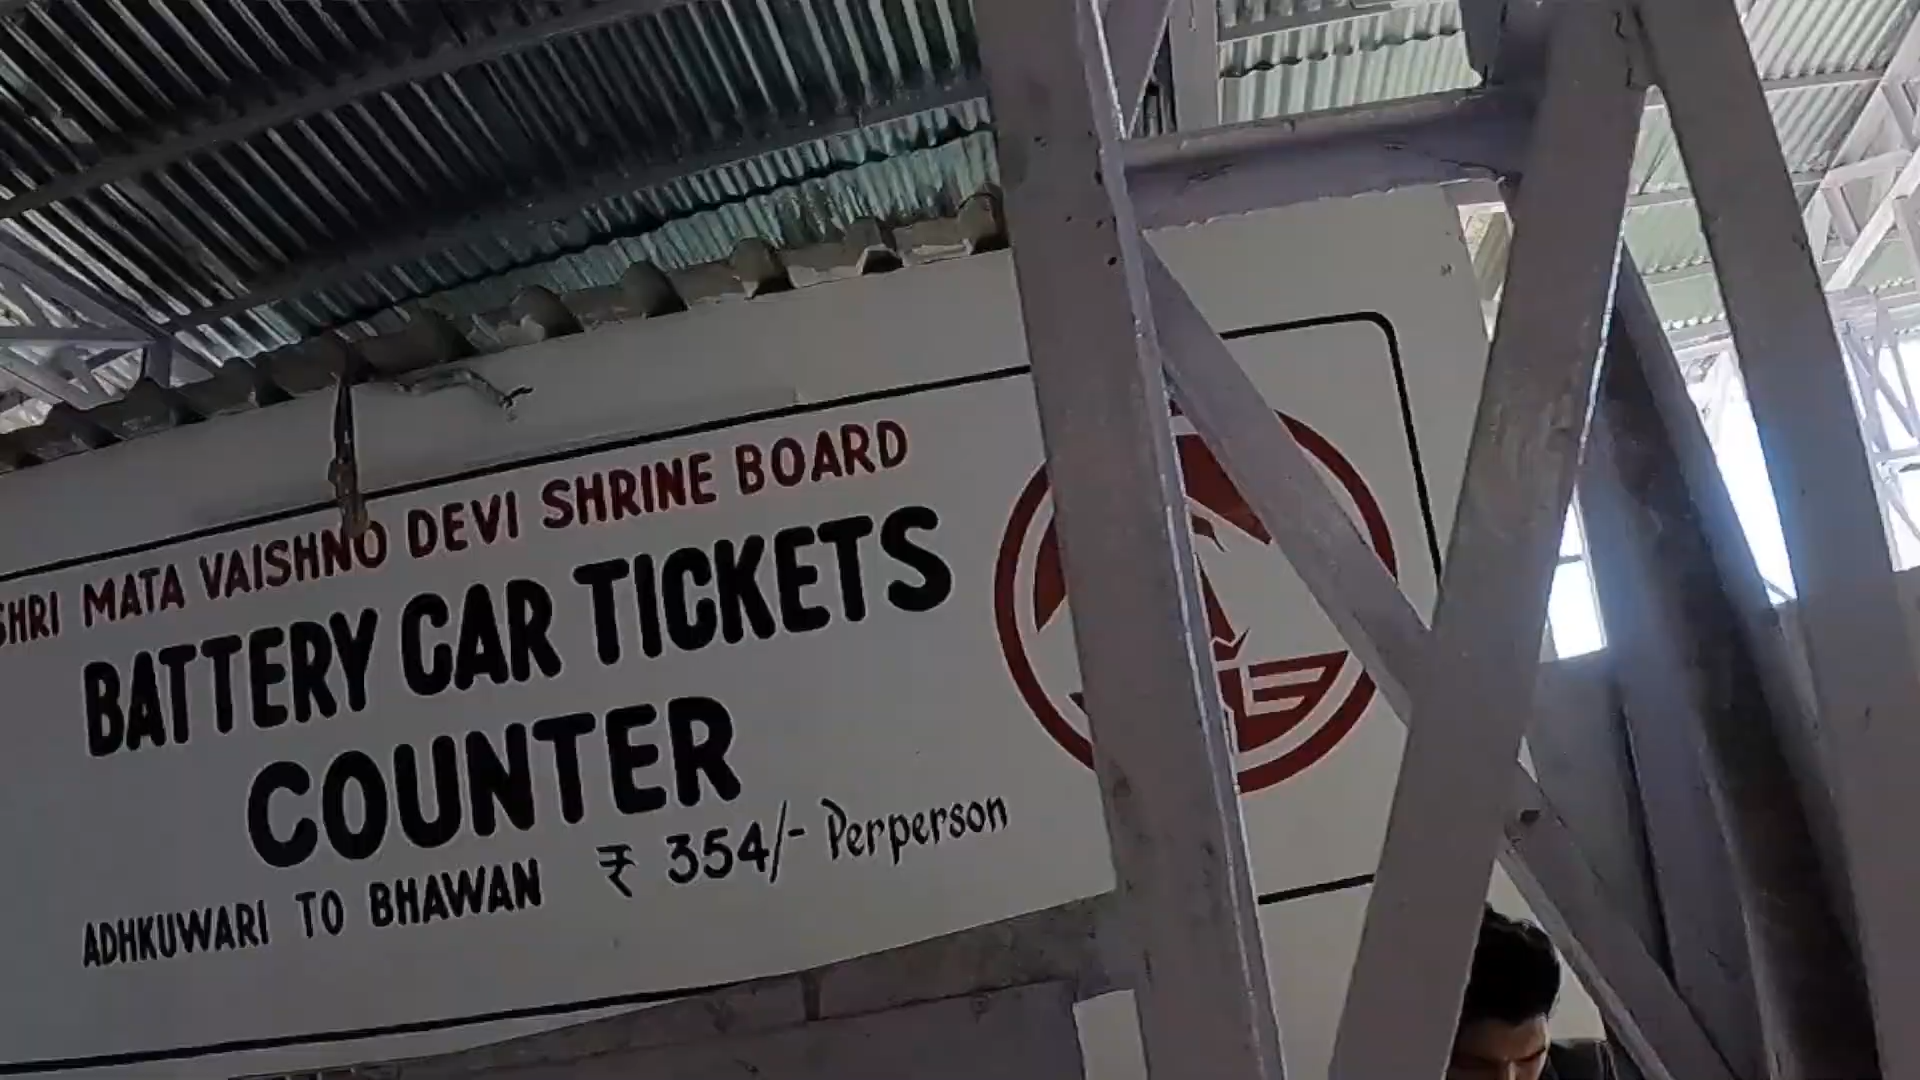 SHRI MATA VAISHNO DEVI SHRINE BOARD
BATTERY CAR TICKETS
COUNTER
ADHKUWARI TO BHAWAN ₹ 354/- Perperson